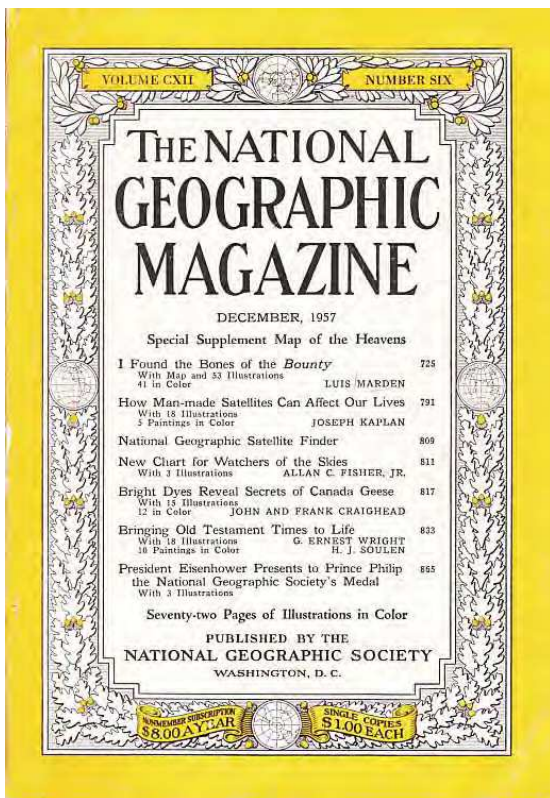 VOLUME CXII
NUMBER SIX
THE NATIONAL
GEOGRAPHIC
MAGAZINE
DECEMBER, 1957
Special Supplement Map of the Heavens
I Found the Bones of the Bounty 725
With Map and 53 Illustrations
41 in Color LUIS MARDEN
How Man-made Satellites Can Affect Our Lives 791
With 18 Illustrations
5 Paintings in Color JOSEPH KAPLAN
National Geographic Satellite Finder 809
New Chart for Watchers of the Skies 811
With 3 Illustrations ALLAN C. FISHER, JR.
Bright Dyes Reveal Secrets of Canada Geese 817
With 15 Illustrations
12 in Color JOHN AND FRANK CRAIGHEAD
Bringing Old Testament Times to Life 833
With 18 Illustrations G. ERNEST WRIGHT
16 Paintings in Color H. J. SOULEN
President Eisenhower Presents to Prince Philip 865
the National Geographic Society's Medal
With 3 Illustrations
Seventy-two Pages of Illustrations in Color
PUBLISHED BY THE
NATIONAL GEOGRAPHIC SOCIETY
WASHINGTON, D. C.
NONMEMBER SUBSCRIPTION
$8.00 A YEAR
SINGLE COPIES
$1.00 EACH